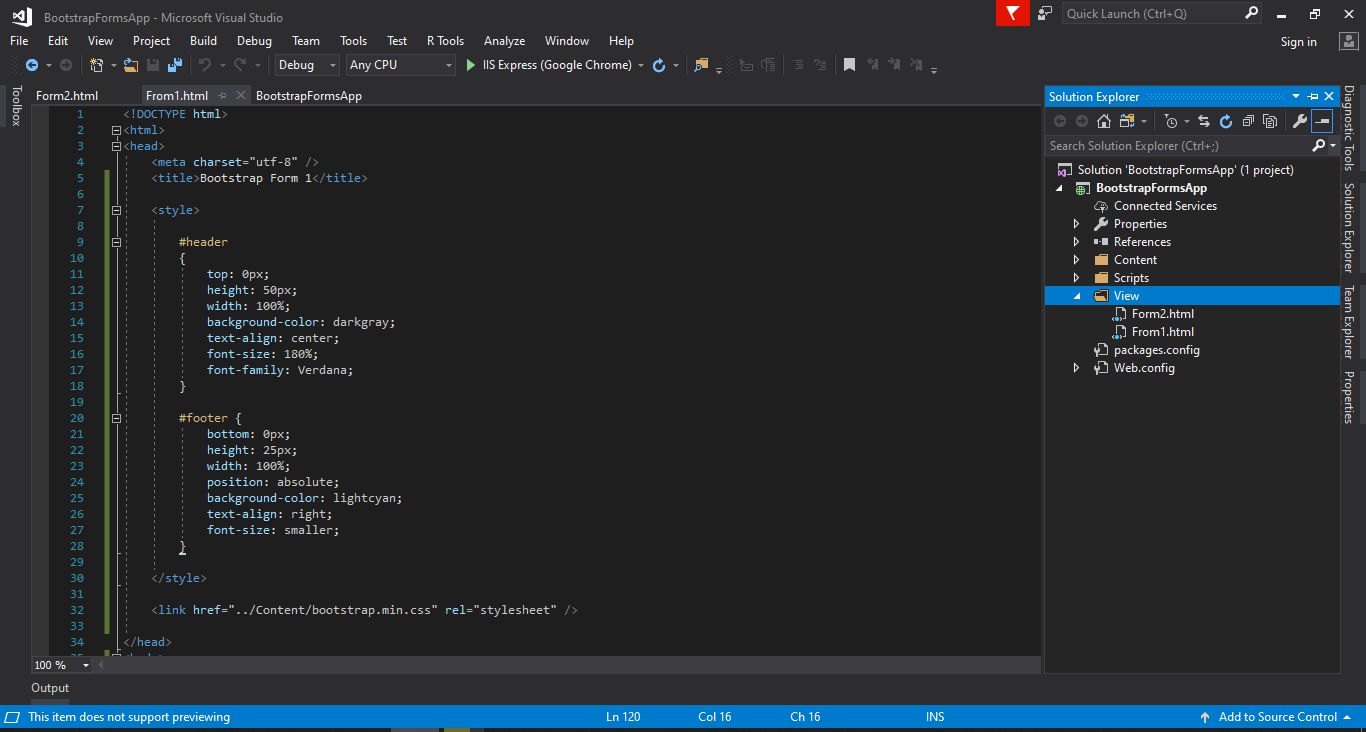 BootstrapFormsApp - Microsoft Visual Studio
Quick Launch (Ctrl+Q)
File Edit View Project Build Debug Team Tools Test R Tools Analyze Window Help
Sign in
Debug Any CPU IIS Express (Google Chrome)
Toolbox
Form2.html From1.html BootstrapFormsApp
1 <!DOCTYPE html>
2 <html>
3 <head>
4 <meta charset="utf-8" />
5 <title>Bootstrap Form 1</title>
6
7 <style>
8
9 #header
10 {
11 top: 0px;
12 height: 50px;
13 width: 100%;
14 background-color: darkgray;
15 text-align: center;
16 font-size: 180%;
17 font-family: Verdana;
18 }
19
20 #footer {
21 bottom: 0px;
22 height: 25px;
23 width: 100%;
24 position: absolute;
25 background-color: lightcyan;
26 text-align: right;
27 font-size: smaller;
28 }
29
30 </style>
31
32 <link href="../Content/bootstrap.min.css" rel="stylesheet" />
33
34 </head>
100 %
Solution Explorer
Search Solution Explorer (Ctrl+;)
Solution 'BootstrapFormsApp' (1 project)
BootstrapFormsApp
Connected Services
Properties
References
Content
Scripts
View
Form2.html
From1.html
packages.config
Web.config
Diagnostic Tools
Solution Explorer
Team Explorer
Properties
Output
This item does not support previewing Ln 120 Col 16 Ch 16 INS Add to Source Control